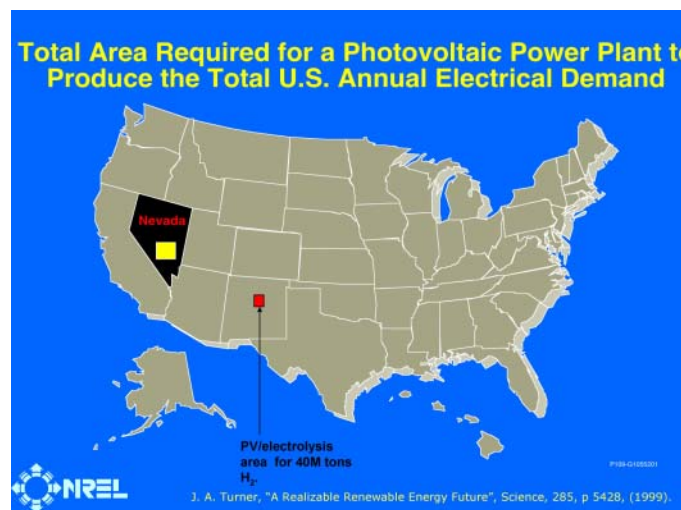 Total Area Required for a Photovoltaic Power Plant to
Produce the Total U.S. Annual Electrical Demand
Nevada
PV/electrolysis
area for 40M tons
H₂.
NREL
J. A. Turner, "A Realizable Renewable Energy Future", Science, 285, p 5428, (1999).